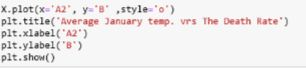 X.plot(x='A2', y='B' ,style='o')
plt.title('Average January temp. vrs The Death Rate')
plt.xlabel('A2')
plt.ylabel('B')
plt.show()